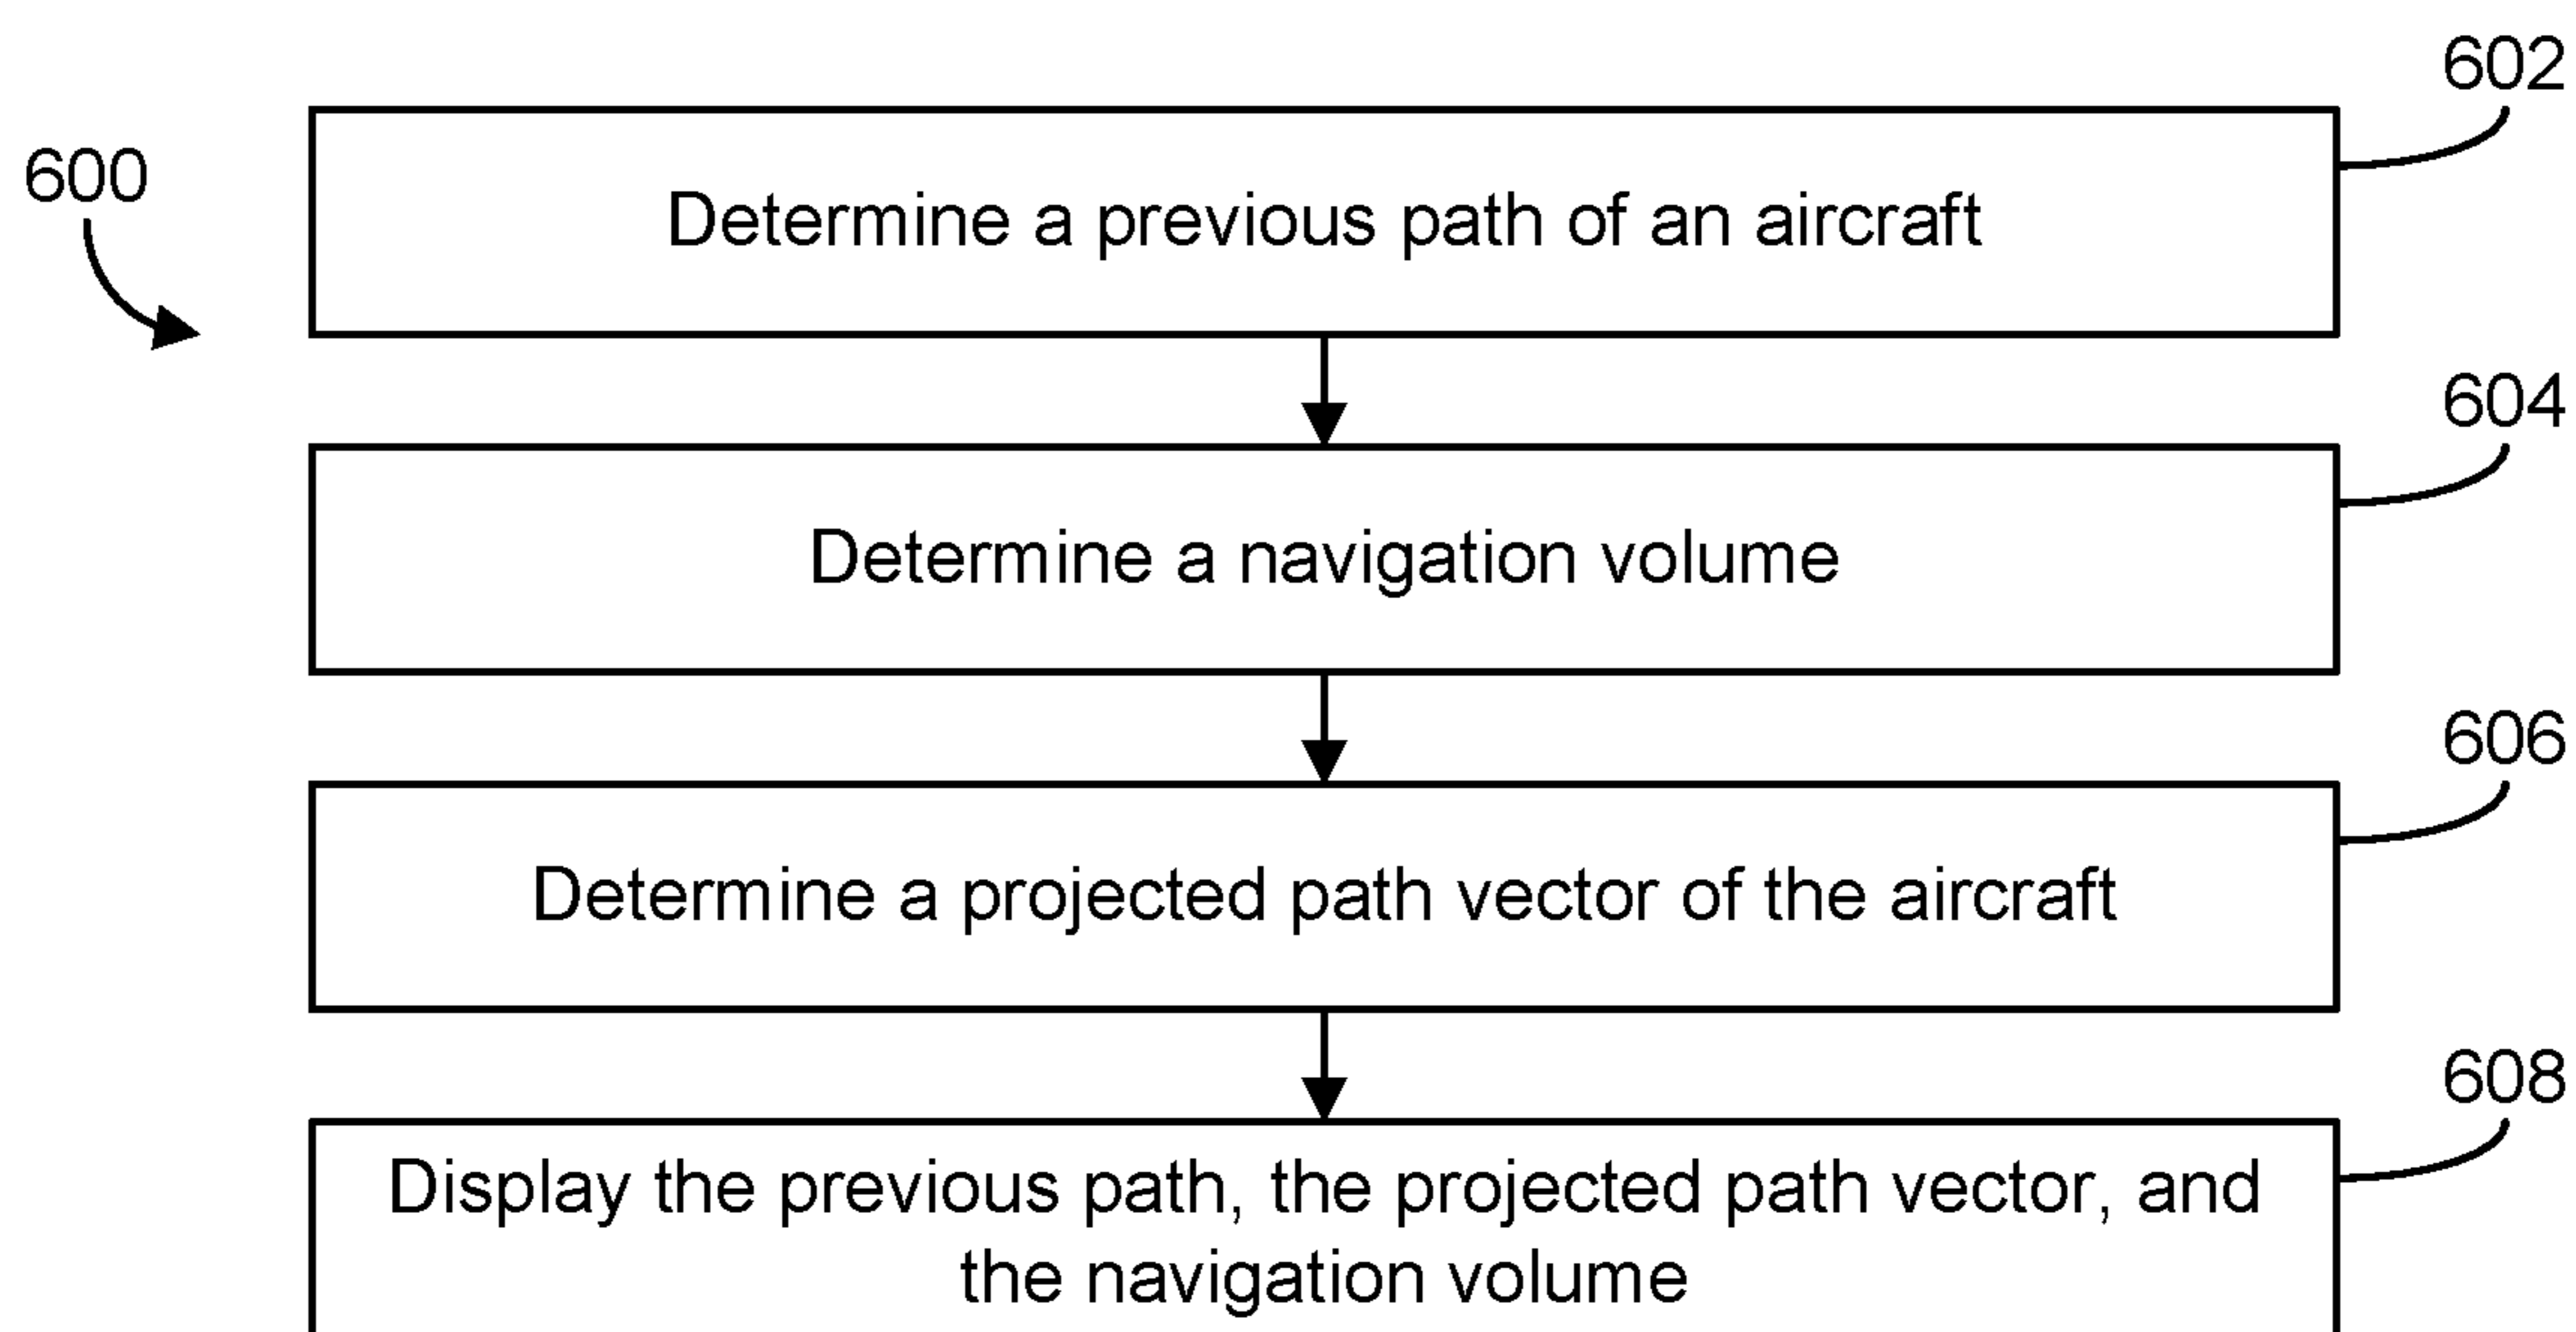 602
600
Determine a previous path of an aircraft
604
Determine a navigation volume
606
Determine a projected path vector of the aircraft
608
Display the previous path, the projected path vector, and
the navigation volume